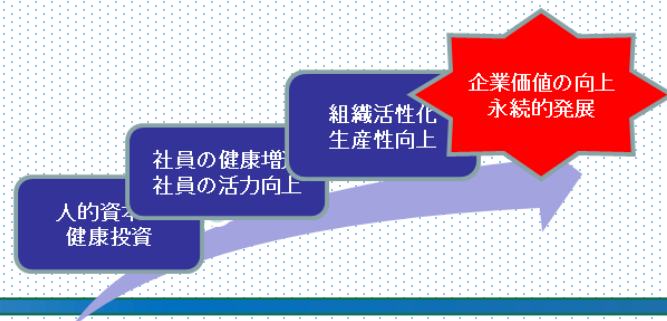 人的資本
健康投資
社員の健康増
社員の活力向上
組織活性化
生産性向上
企業価値の向上
永続的発展